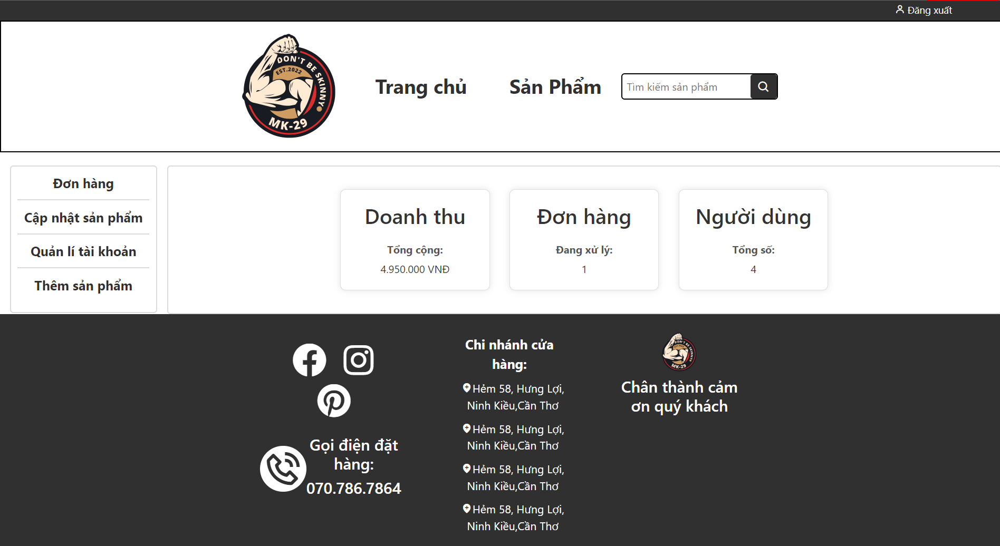 Đăng xuất
DON'T BE SKINNY
EST.2022
MK-29
Trang chủ
Sản Phẩm
Tìm kiếm sản phẩm
Đơn hàng
Cập nhật sản phẩm
Quản lí tài khoản
Thêm sản phẩm
Doanh thu
Tổng cộng:
4.950.000 VNĐ
Đơn hàng
Đang xử lý:
1
Người dùng
Tổng số:
4
Gọi điện đặt
hàng:
070.786.7864
Chi nhánh cửa
hàng:
Hẻm 58, Hưng Lợi,
Ninh Kiều,Cần Thơ
Hẻm 58, Hưng Lợi,
Ninh Kiều,Cần Thơ
Hẻm 58, Hưng Lợi,
Ninh Kiều,Cần Thơ
Hẻm 58, Hưng Lợi,
Ninh Kiều,Cần Thơ
DON'T BE SKINNY
EST.2022
MK-29
Chân thành cảm
ơn quý khách